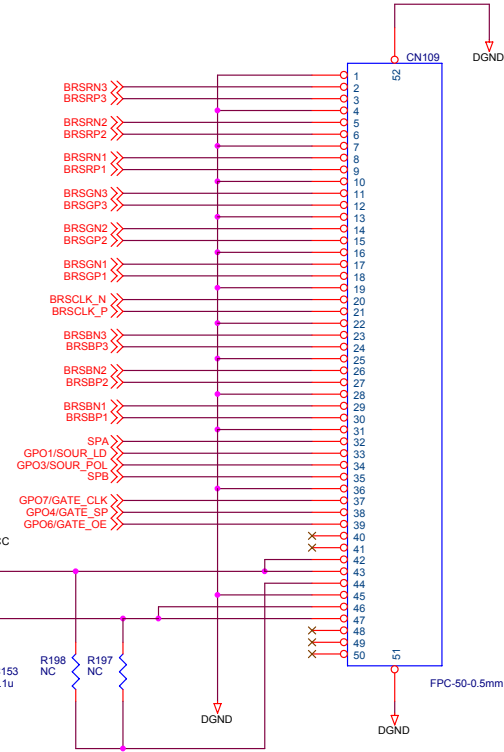 CN109
DGND
52
1
BRSRN3 2
BRSRP3 3
4
BRSRN2 5
BRSRP2 6
7
BRSRN1 8
BRSRP1 9
10
BRSGN3 11
BRSGP3 12
13
BRSGN2 14
BRSGP2 15
16
BRSGN1 17
BRSGP1 18
19
BRSCLK_N 20
BRSCLK_P 21
22
BRSBN3 23
BRSBP3 24
25
BRSBN2 26
BRSBP2 27
28
BRSBN1 29
BRSBP1 30
31
SPA 32
GPO1/SOUR_LD 33
GPO3/SOUR_POL 34
SPB 35
36
GPO7/GATE_CLK 37
GPO4/GATE_SP 38
GPO6/GATE_OE 39
40
41
42
43
44
45
46
47
48
49
50
51
R198
NC
R197
NC
153
1u
FPC-50-0.5mm
DGND
DGND